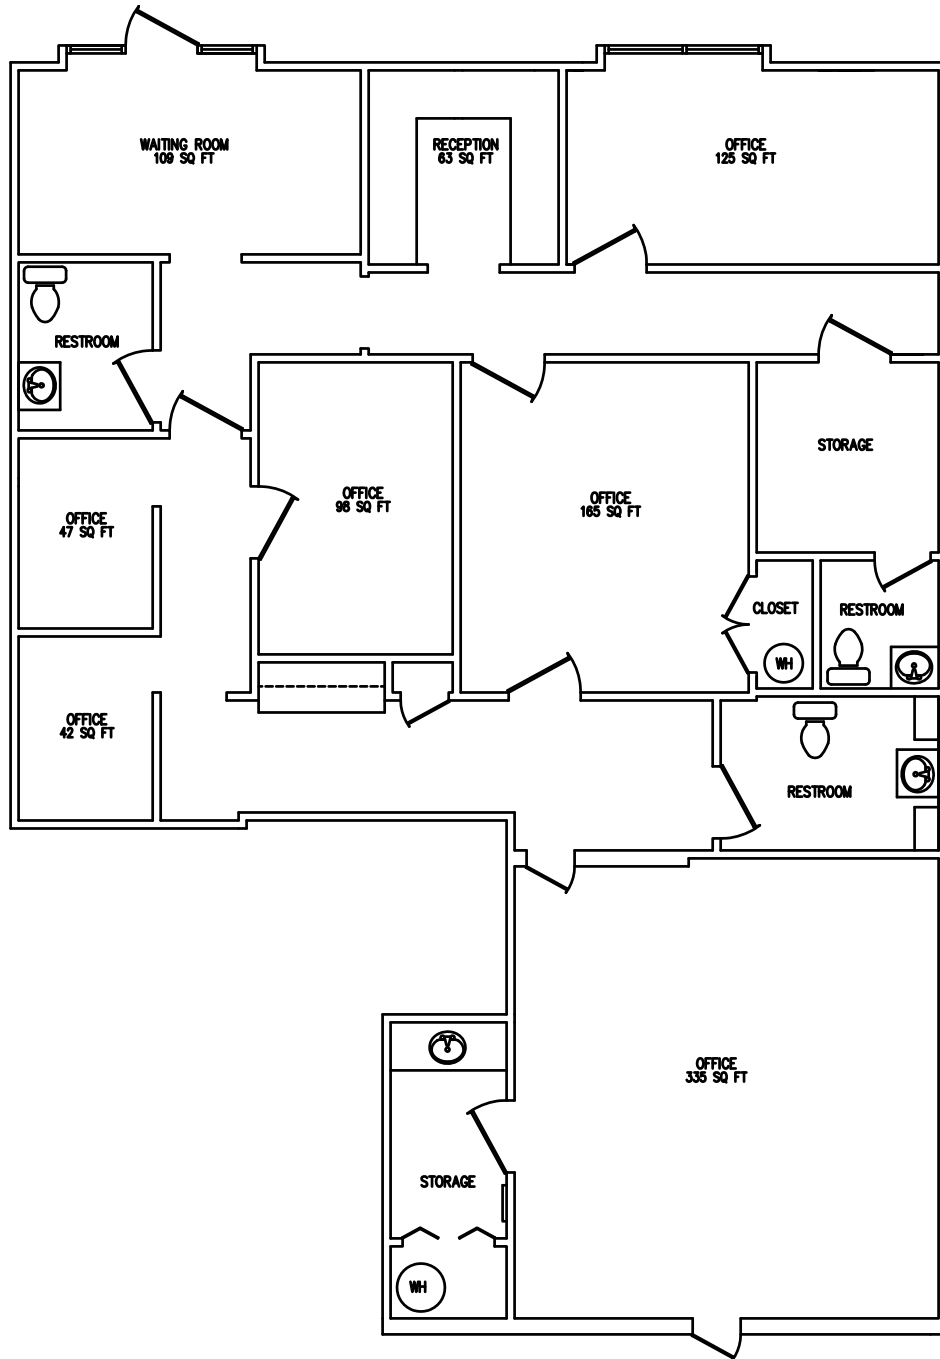 WAITING ROOM
109 SQ FT
RECEPTION
63 SQ FT
OFFICE
125 SQ FT
RESTROOM
STORAGE
OFFICE
98 SQ FT
OFFICE
165 SQ FT
OFFICE
47 SQ FT
CLOSET
RESTROOM
WH
OFFICE
42 SQ FT
RESTROOM
OFFICE
335 SQ FT
STORAGE
WH